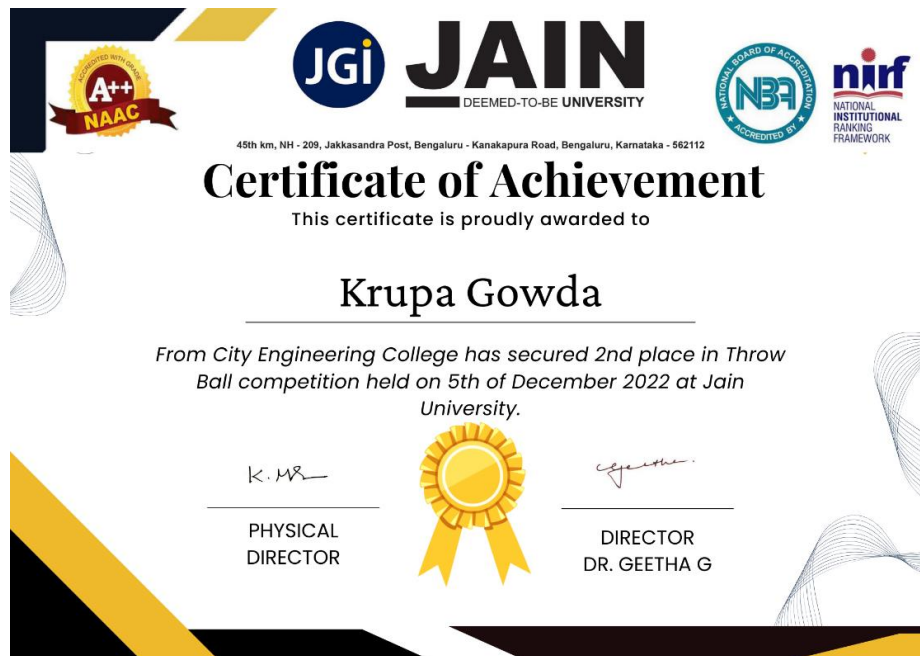 ACCREDITED WITH GRADE
A++
NAAC
JGi
JAIN
DEEMED-TO-BE UNIVERSITY
NATIONAL BOARD OF ACCREDITATION
NBA
ACCREDITED BY
nirf
NATIONAL
INSTITUTIONAL
RANKING
FRAMEWORK
45th km, NH - 209, Jakkasandra Post, Bengaluru - Kanakapura Road, Bengaluru, Karnataka - 562112
Certificate of Achievement
This certificate is proudly awarded to
Krupa Gowda
From City Engineering College has secured 2nd place in Throw
Ball competition held on 5th of December 2022 at Jain
University.
Geetha.
PHYSICAL
DIRECTOR
DIRECTOR
DR. GEETHA G